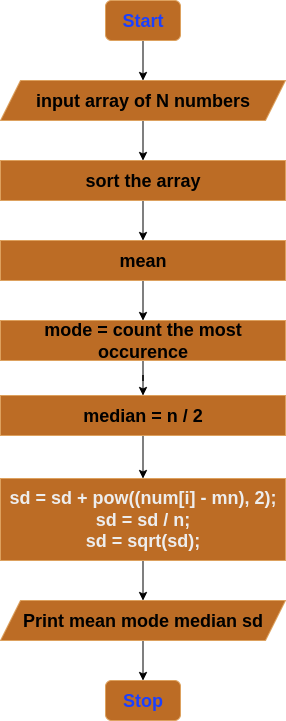 Start
input array of N numbers
sort the array
mean
mode = count the most
occurence
median = n / 2
sd = sd + pow((num[i] - mn), 2);
sd = sd / n;
sd = sqrt(sd);
Print mean mode median sd
Stop